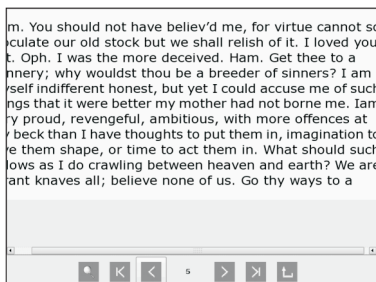 m. You should not have believ'd me, for virtue cannot so
oculate our old stock but we shall relish of it. I loved you
t. Oph. I was the more deceived. Ham. Get thee to a
nnery; why wouldst thou be a breeder of sinners? I am
yself indifferent honest, but yet I could accuse me of such
ngs that it were better my mother had not borne me. Iam
ry proud, revengeful, ambitious, with more offences at
y beck than I have thoughts to put them in, imagination to
ve them shape, or time to act them in. What should such
lows as I do crawling between heaven and earth? We are
rant knaves all; believe none of us. Go thy ways to a
5